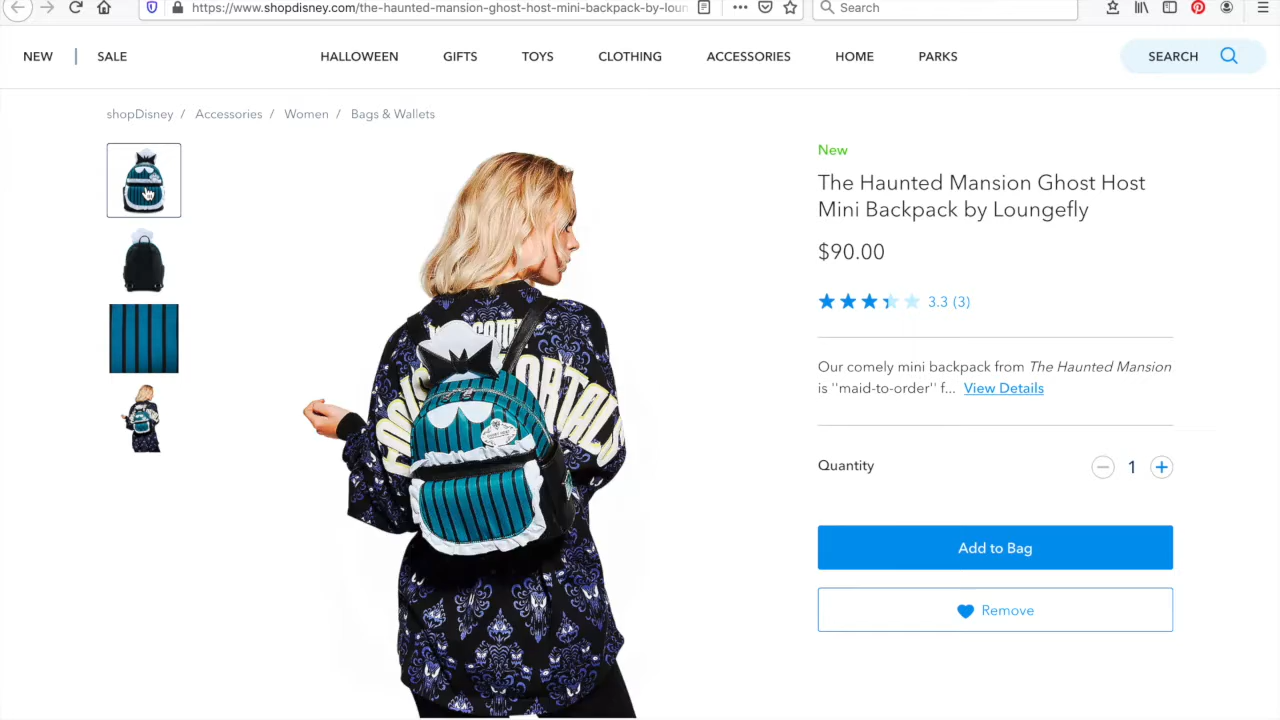 https://www.shopdisney.com/the-haunted-mansion-ghost-host-mini-backpack-by-loun
Search
NEW | SALE HALLOWEEN GIFTS TOYS CLOTHING ACCESSORIES HOME PARKS SEARCH
shopDisney / Accessories / Women / Bags & Wallets
New
The Haunted Mansion Ghost Host
Mini Backpack by Loungefly
$90.00
3.3 (3)
Our comely mini backpack from The Haunted Mansion
is ''maid-to-order'' f... View Details
Quantity
1
Add to Bag
Remove